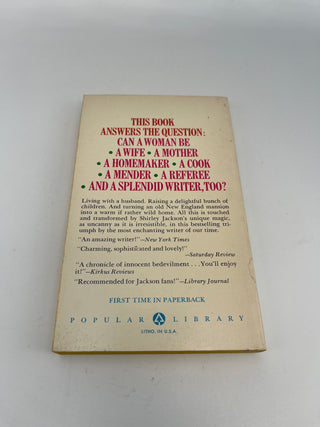 THIS BOOK
ANSWERS THE QUESTION:
CAN A WOMAN BE
• A WIFE • A MOTHER
• A HOMEMAKER • A COOK
• A MENDER • A REFEREE
• AND A SPLENDID WRITER, TOO?
Living with a husband. Raising a delightful bunch of
children. And turning an old New England mansion
into a warm if rather wild home. All this is touched
and transformed by Shirley Jackson's unique magic,
as uncanny as it is irresistible, in this bestselling tri-
umph by the most enchanting writer of our time.
"An amazing writer!"—New York Times
"Charming, sophisticated and lovely!"
—Saturday Review
"A chronicle of innocent bedevilment . . . You'll enjoy
it!"—Kirkus Reviews
"Recommended for Jackson fans!"—Library Journal
FIRST TIME IN PAPERBACK
POPULAR LIBRARY
LITHO. IN U.S.A.